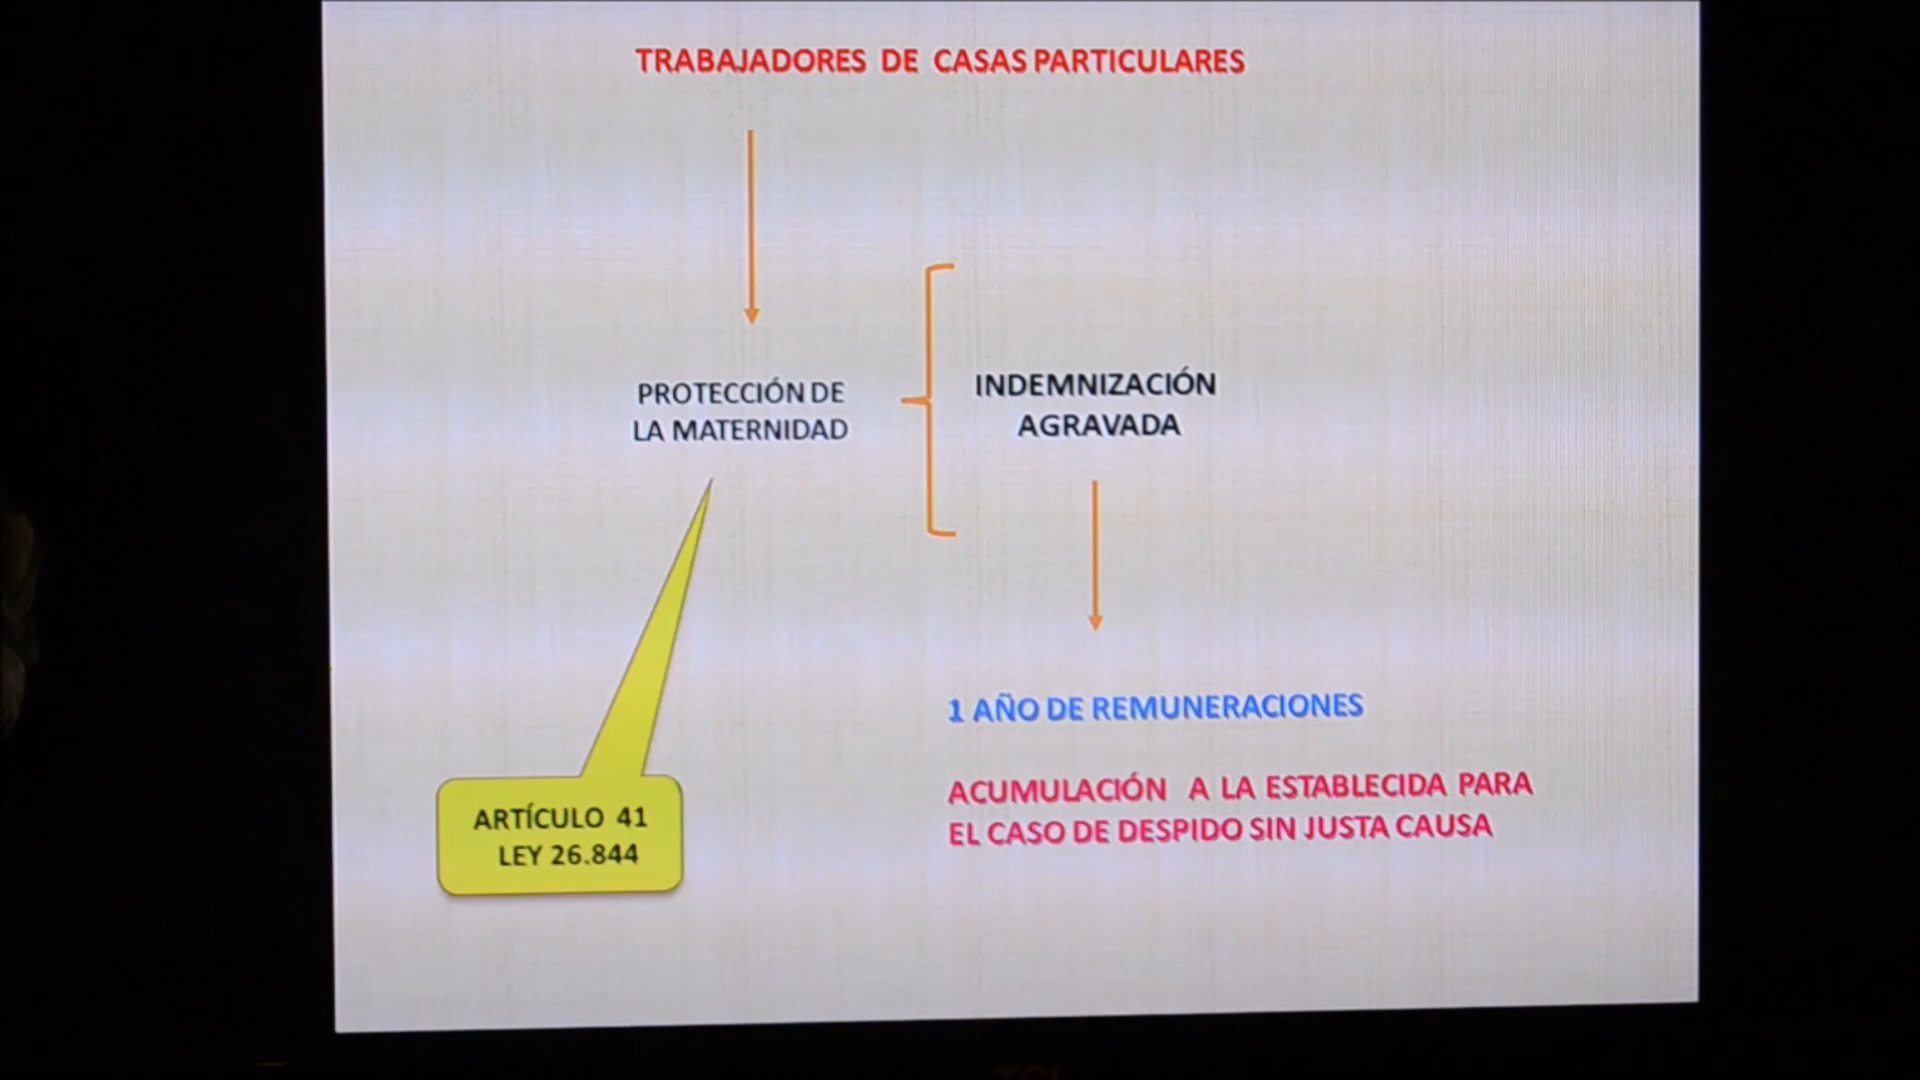 TRABAJADORES DE CASAS PARTICULARES
PROTECCIÓN DE
LA MATERNIDAD
INDEMNIZACIÓN
AGRAVADA
1 AÑO DE REMUNERACIONES
ACUMULACIÓN A LA ESTABLECIDA PARA
EL CASO DE DESPIDO SIN JUSTA CAUSA
ARTÍCULO 41
LEY 26.844